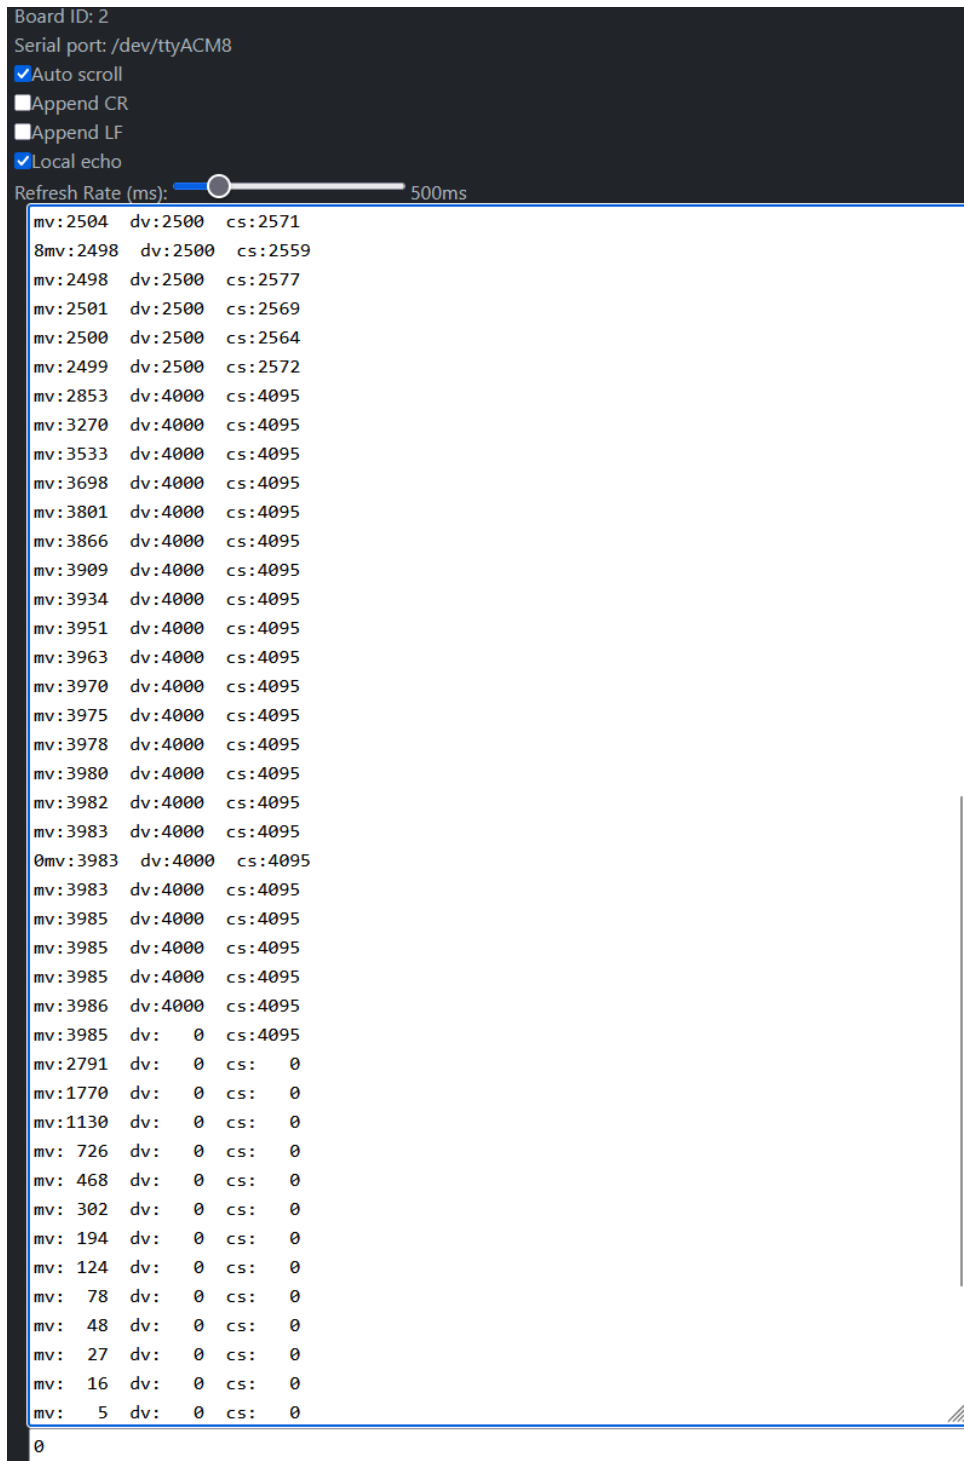 Board ID: 2
Serial port: /dev/ttyACM8
Auto scroll
Append CR
Append LF
Local echo
Refresh Rate (ms): 500ms
mv:2504  dv:2500  cs:2571
8mv:2498  dv:2500  cs:2559
mv:2498  dv:2500  cs:2577
mv:2501  dv:2500  cs:2569
mv:2500  dv:2500  cs:2564
mv:2499  dv:2500  cs:2572
mv:2853  dv:4000  cs:4095
mv:3270  dv:4000  cs:4095
mv:3533  dv:4000  cs:4095
mv:3698  dv:4000  cs:4095
mv:3801  dv:4000  cs:4095
mv:3866  dv:4000  cs:4095
mv:3909  dv:4000  cs:4095
mv:3934  dv:4000  cs:4095
mv:3951  dv:4000  cs:4095
mv:3963  dv:4000  cs:4095
mv:3970  dv:4000  cs:4095
mv:3975  dv:4000  cs:4095
mv:3978  dv:4000  cs:4095
mv:3980  dv:4000  cs:4095
mv:3982  dv:4000  cs:4095
mv:3983  dv:4000  cs:4095
0mv:3983  dv:4000  cs:4095
mv:3983  dv:4000  cs:4095
mv:3985  dv:4000  cs:4095
mv:3985  dv:4000  cs:4095
mv:3985  dv:4000  cs:4095
mv:3986  dv:4000  cs:4095
mv:3985  dv:   0  cs:4095
mv:2791  dv:   0  cs:   0
mv:1770  dv:   0  cs:   0
mv:1130  dv:   0  cs:   0
mv: 726  dv:   0  cs:   0
mv: 468  dv:   0  cs:   0
mv: 302  dv:   0  cs:   0
mv: 194  dv:   0  cs:   0
mv: 124  dv:   0  cs:   0
mv:  78  dv:   0  cs:   0
mv:  48  dv:   0  cs:   0
mv:  27  dv:   0  cs:   0
mv:  16  dv:   0  cs:   0
mv:   5  dv:   0  cs:   0
0